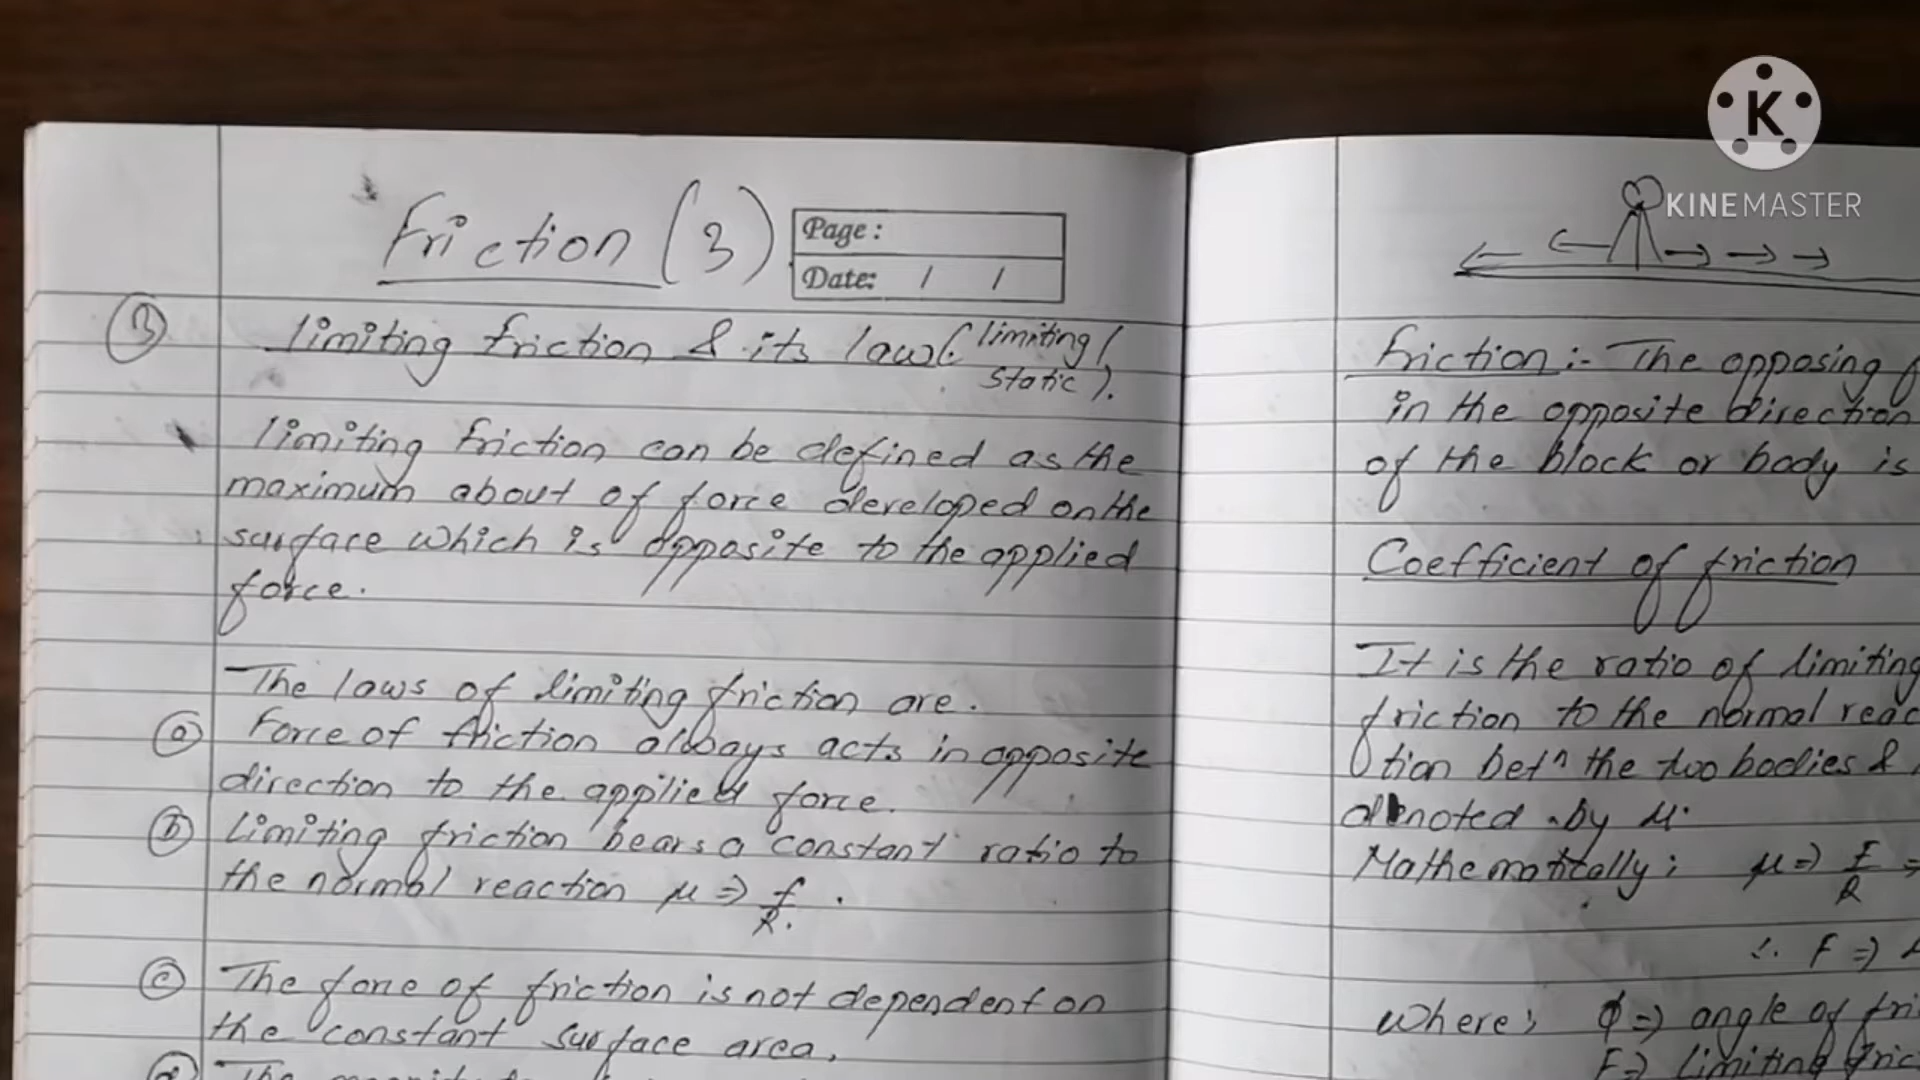 Friction (3)
Page :
Date: / /
(3) limiting friction & its law (limiting/
static).
limiting friction can be defined as the
maximum about of force developed on the
surface which is opposite to the applied
force.
The laws of limiting friction are.
(a) Force of friction always acts in opposite
direction to the applied force.
(b) Limiting friction bears a constant ratio to
the normal reaction μ => f/R.
(c) The force of friction is not dependent on
the constant surface area.
(d) The
K
KINEMASTER
Friction :- The opposing
in the opposite direction
of the block or body is
Coefficient of friction
It is the ratio of limiting
friction to the normal reac
tion betn the two bodies &
denoted by μ.
Mathematically; μ => F/R =>
∴ F =>
where; φ => angle of fri
F => limiting fric